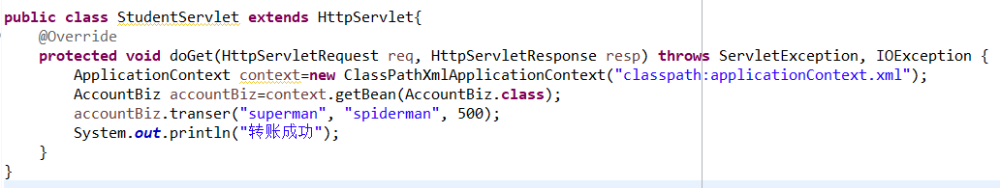 public class StudentServlet extends HttpServlet{
@Override
protected void doGet(HttpServletRequest req, HttpServletResponse resp) throws ServletException, IOException {
ApplicationContext context=new ClassPathXmlApplicationContext("classpath:applicationContext.xml");
AccountBiz accountBiz=context.getBean(AccountBiz.class);
accountBiz.transer("superman", "spiderman", 500);
System.out.println("转账成功");
}
}